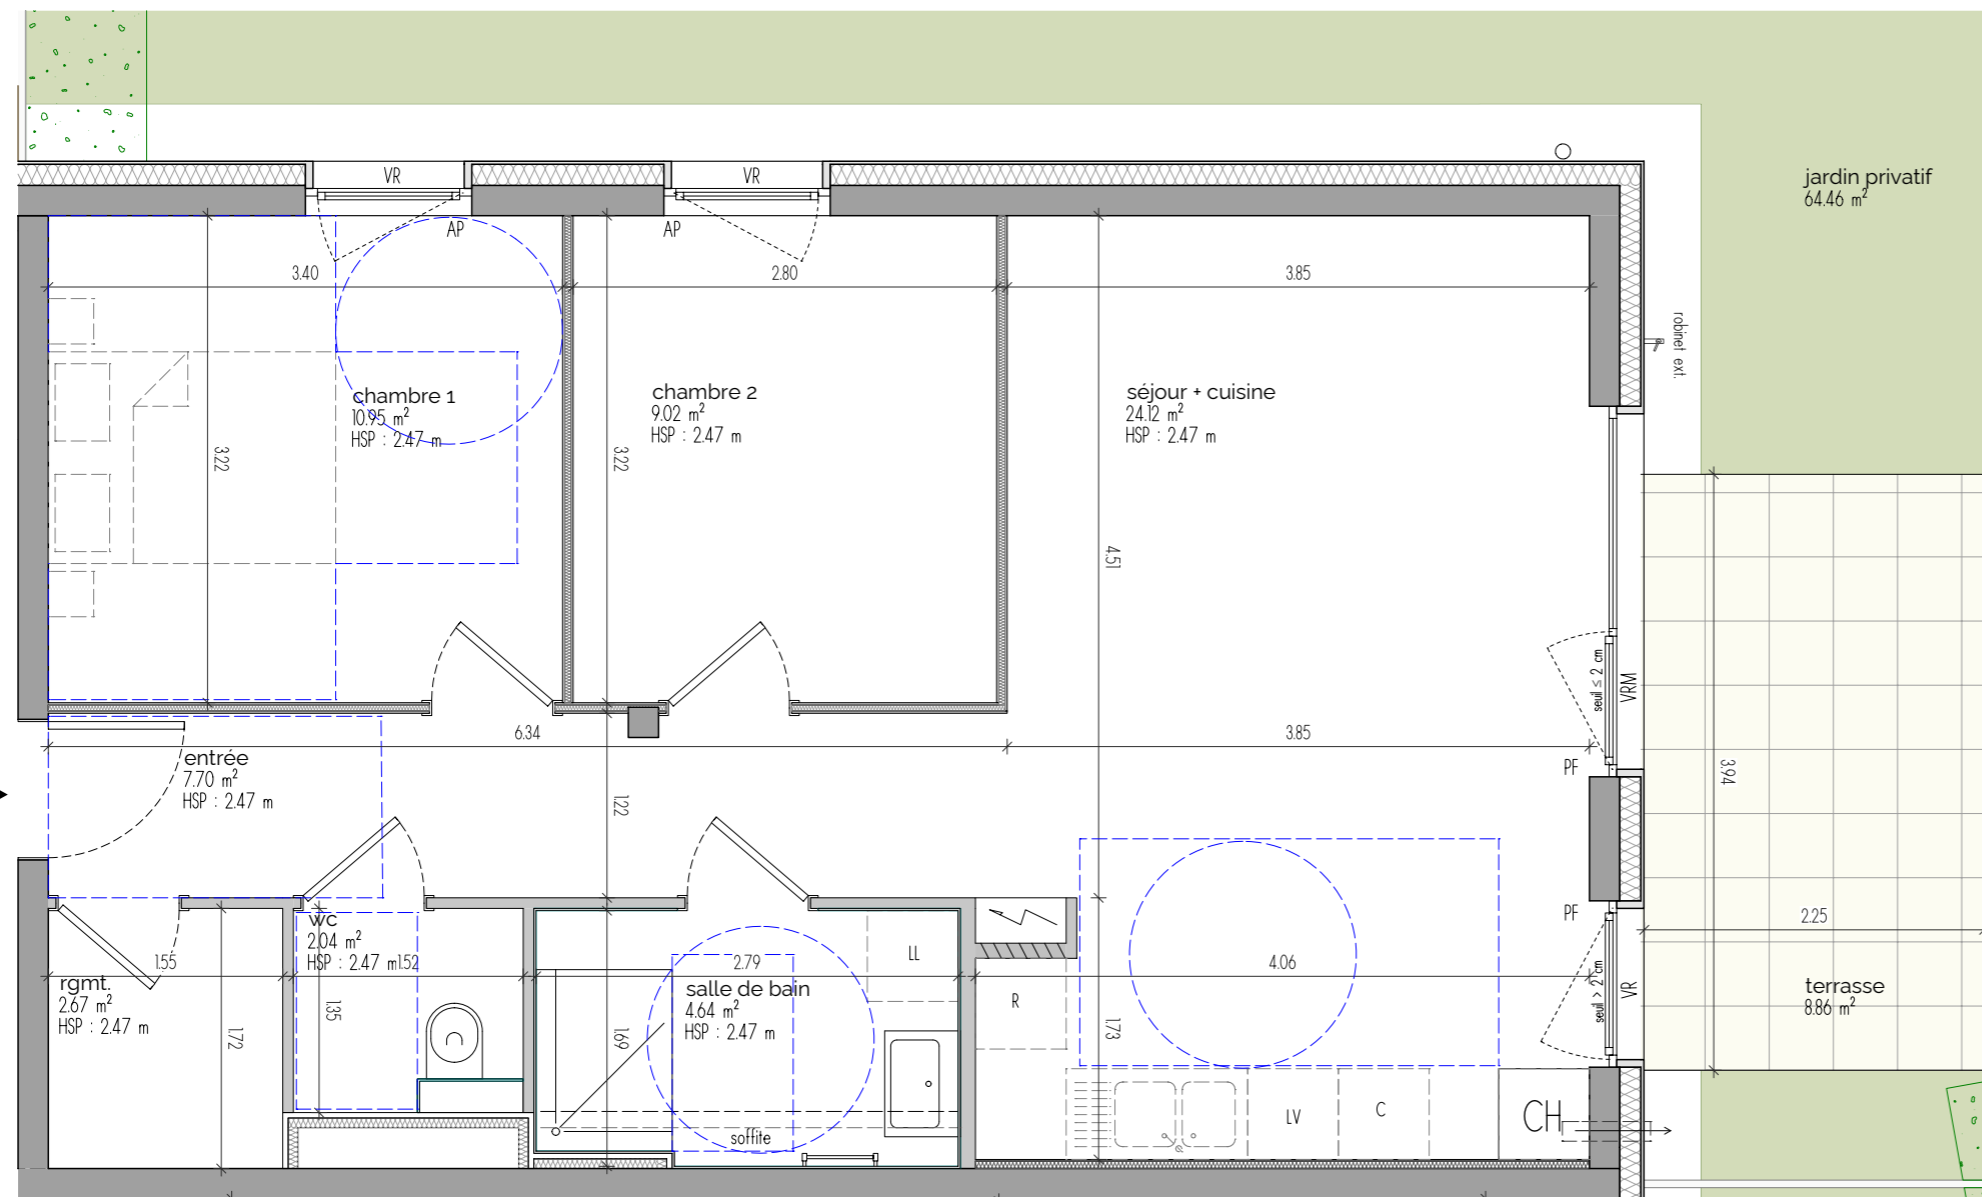 VR
VR
jardin privatif
64.46 m²
AP
AP
3.40
2.80
3.85
robinet ext.
chambre 1
10.95 m²
HSP : 2.47 m
chambre 2
9.02 m²
HSP : 2.47 m
séjour + cuisine
24.12 m²
HSP : 2.47 m
3.22
3.22
4.51
seuil ≤ 2 cm
VRM
6.34
3.85
PF
entrée
7.70 m²
HSP : 2.47 m
1.22
3.94
PF
2.25
wc
2.04 m²
HSP : 2.47 m
1.52
LL
1.55
2.79
4.06
rgmt.
2.67 m²
HSP : 2.47 m
salle de bain
4.64 m²
HSP : 2.47 m
R
seuil > 2 cm
VR
terrasse
8.86 m²
1.35
1.72
1.69
1.73
LV
C
CH
soffite